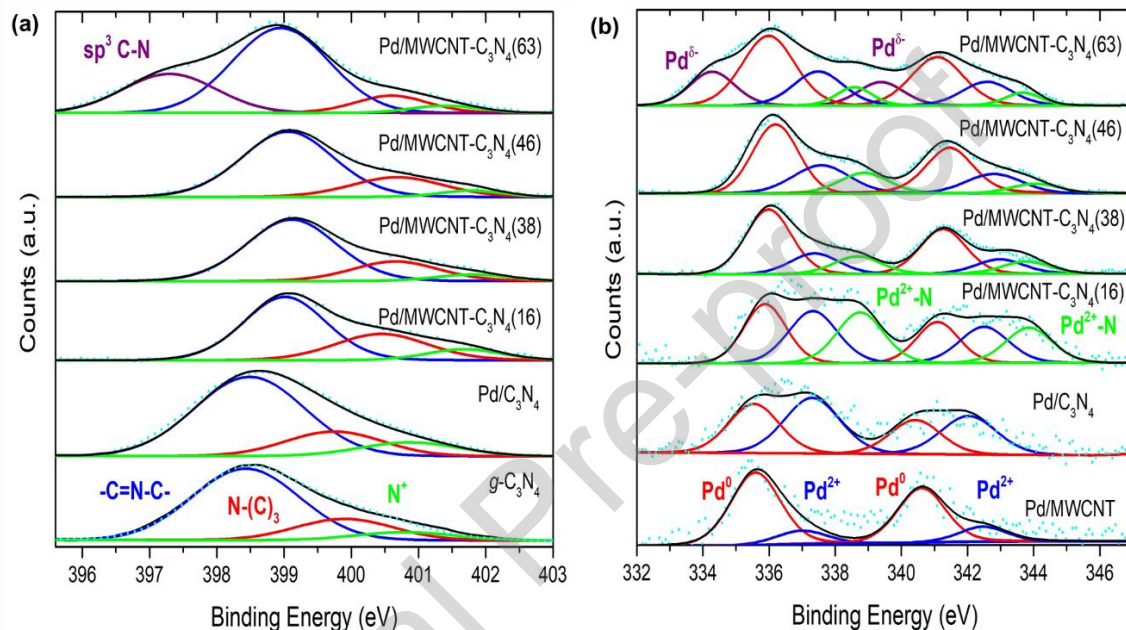 (a)
sp³ C-N
Pd/MWCNT-C₃N₄(63)
Pd/MWCNT-C₃N₄(46)
Pd/MWCNT-C₃N₄(38)
Pd/MWCNT-C₃N₄(16)
Pd/C₃N₄
-C=N-C-
N-(C)₃
N⁺
g-C₃N₄
Counts (a.u.)
396 397 398 399 400 401 402 403
Binding Energy (eV)
(b)
Pd^δ-
Pd^δ-
Pd/MWCNT-C₃N₄(63)
Pd/MWCNT-C₃N₄(46)
Pd/MWCNT-C₃N₄(38)
Pd/MWCNT-C₃N₄(16)
Pd²⁺-N
Pd²⁺-N
Pd/C₃N₄
Pd⁰
Pd²⁺
Pd⁰
Pd²⁺
Pd/MWCNT
Counts (a.u.)
332 334 336 338 340 342 344 346
Binding Energy (eV)
al Pre-proof